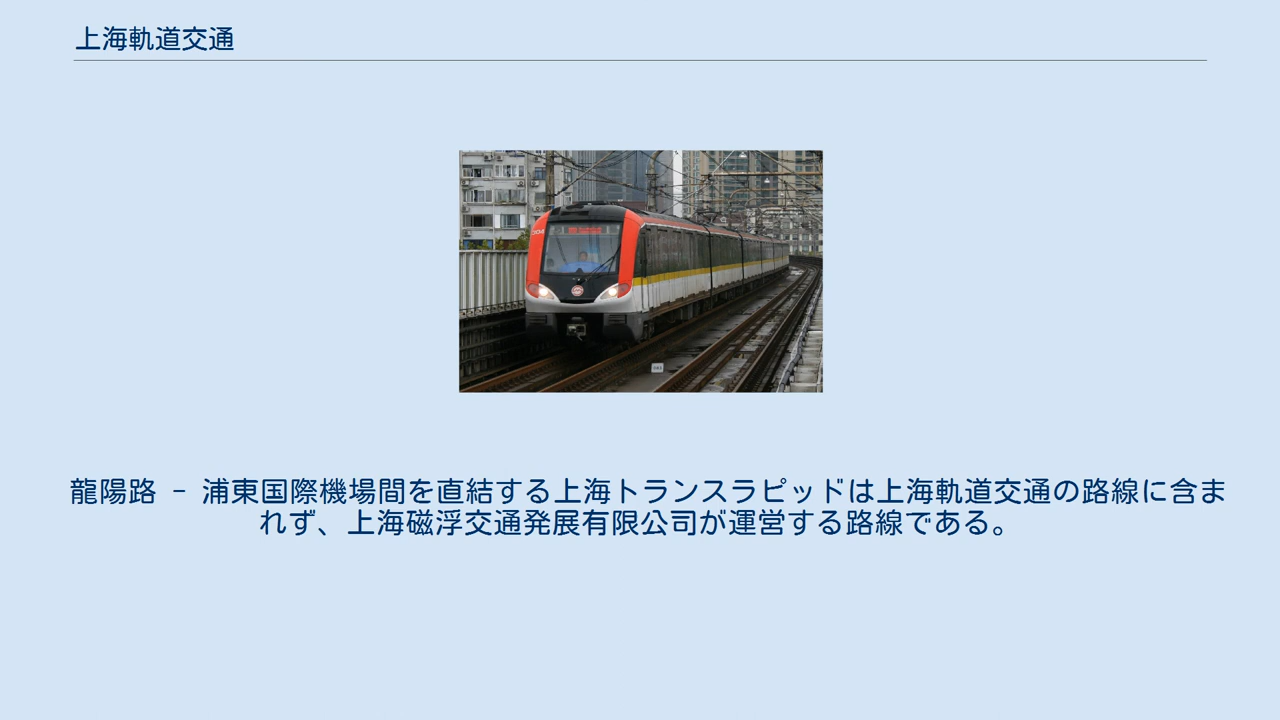 上海軌道交通
龍陽路 - 浦東国際機場間を直結する上海トランスラピッドは上海軌道交通の路線に含ま
れず、上海磁浮交通発展有限公司が運営する路線である。